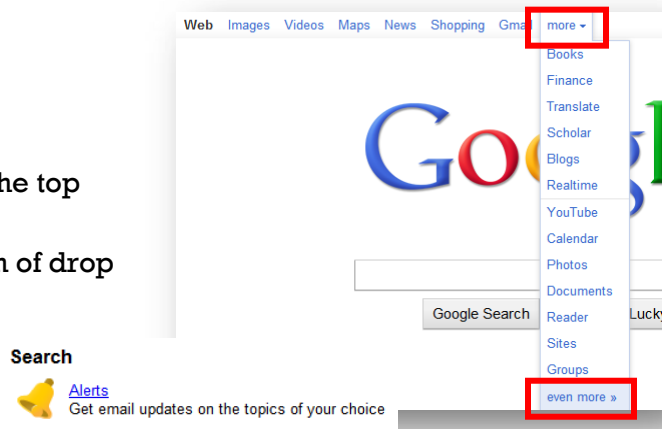 Web Images Videos Maps News Shopping Gmail more
Books
Finance
Translate
Scholar
Blogs
Realtime
YouTube
Calendar
Photos
Documents
Reader
Sites
Groups
even more »
Google
he top
of drop
Google Search
Lucky
Search
Alerts
Get email updates on the topics of your choice